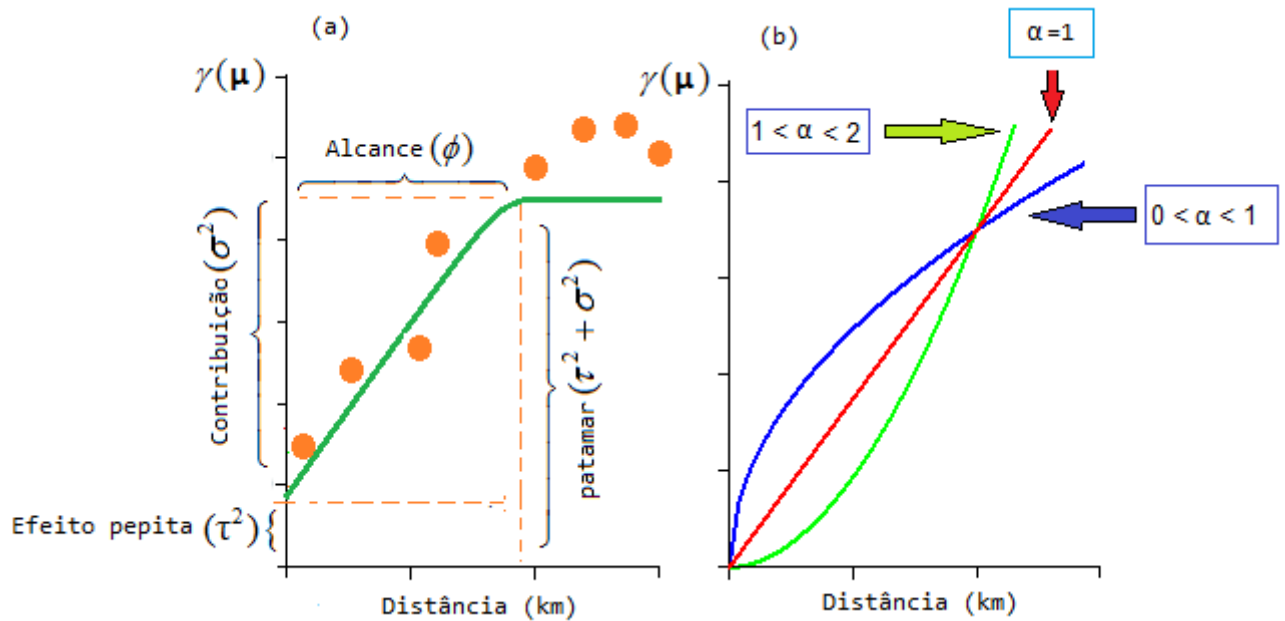 (a)
γ(μ)
Alcance (ϕ)
Contribuição (σ²)
patamar (τ² + σ²)
Efeito pepita (τ²)
Distância (km)
(b)
α =1
γ(μ)
1 < α < 2
0 < α < 1
Distância (km)